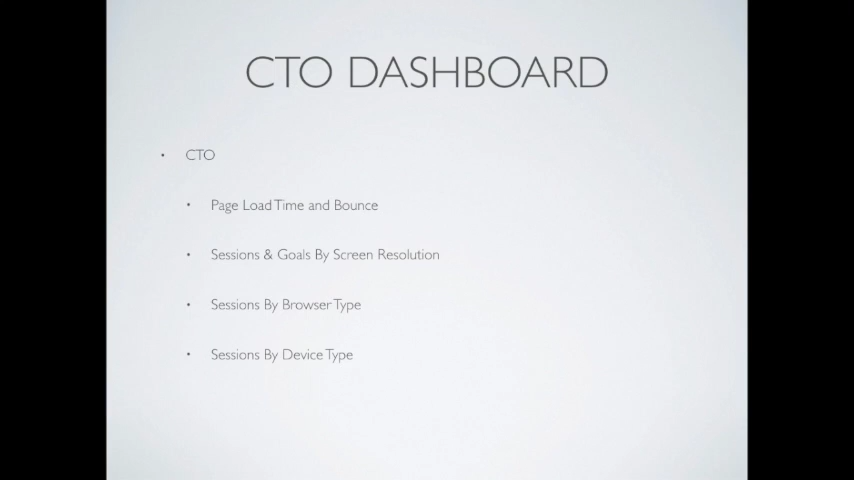 CTO DASHBOARD
• CTO
• Page Load Time and Bounce
• Sessions & Goals By Screen Resolution
• Sessions By Browser Type
• Sessions By Device Type